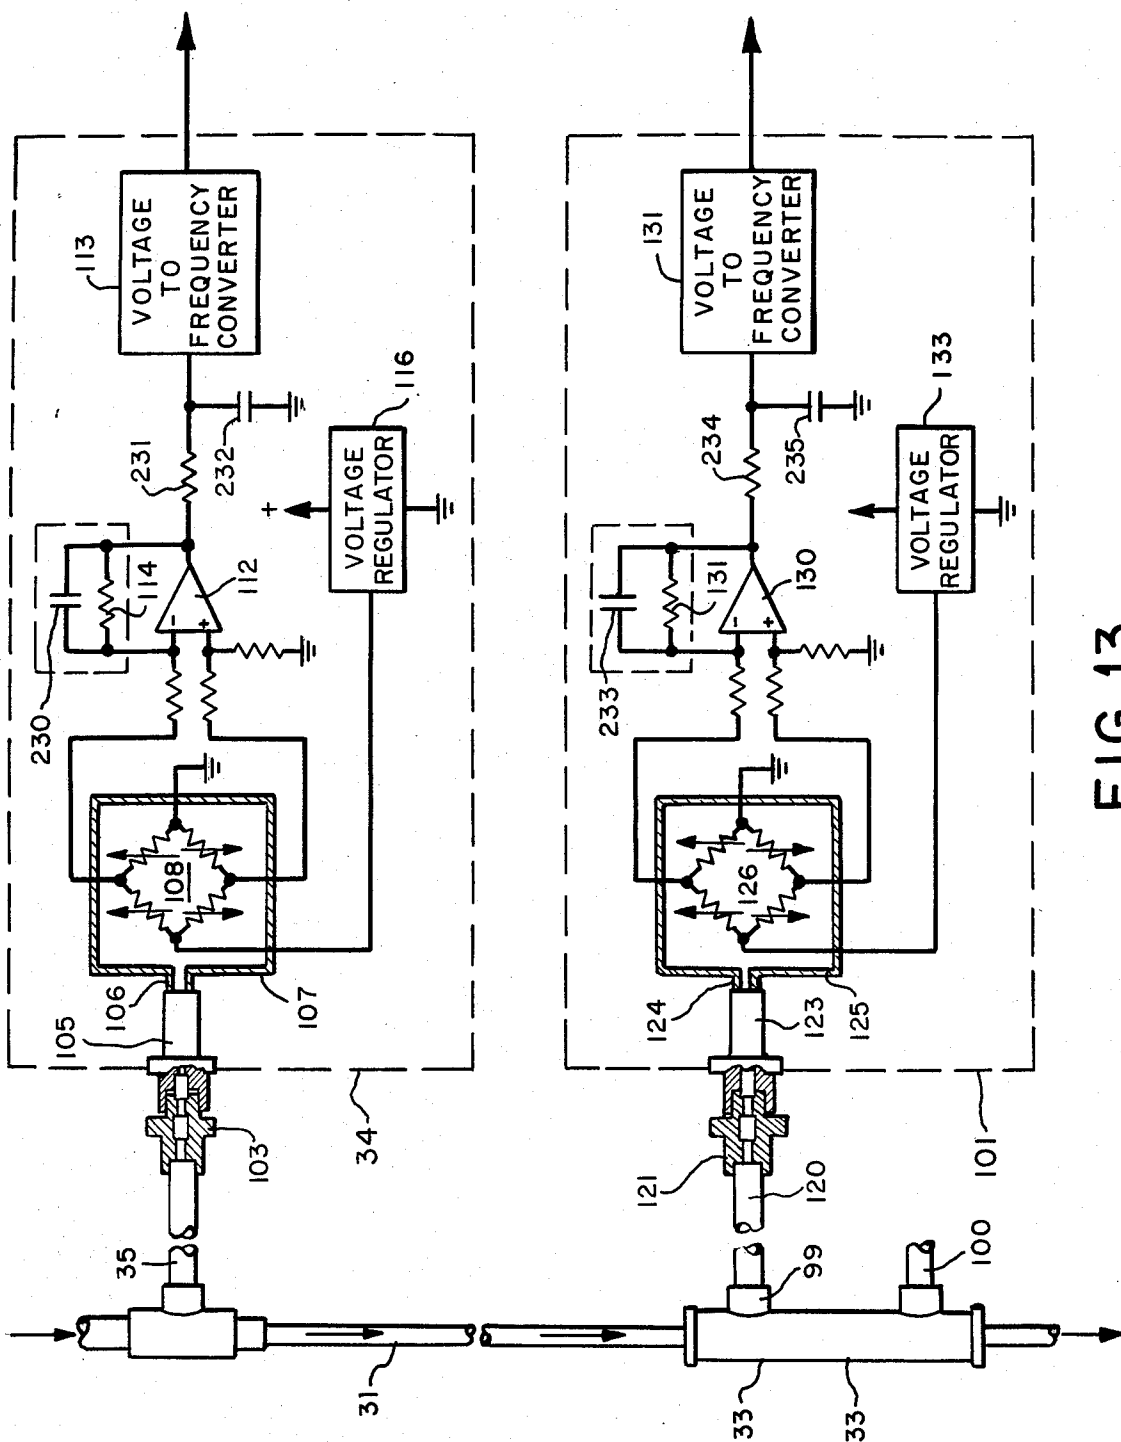 113
VOLTAGE
TO
FREQUENCY
CONVERTER
231
232
116
+
VOLTAGE
REGULATOR
230
114
112
-
+
108
106
107
105
103
34
35
31
131
VOLTAGE
TO
FREQUENCY
CONVERTER
234
235
133
VOLTAGE
REGULATOR
233
131
130
-
+
126
124
123
125
121
120
101
99
100
33
33
FIG. 13